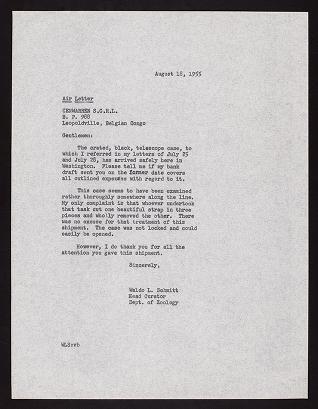 August 18, 1955
Air Letter
CEGEARREN S.C.R.L.
B. P. 988
Leopoldville, Belgian Congo
Gentlemen:
The crated, black, telescope case, to
which I referred in my letters of July 25
and July 28, has arrived safely here in
Washington. Please tell me if my bank
draft sent you on the former date covers
all outlined expenses with regard to it.
This case seems to have been examined
rather thoroughly somewhere along the line.
My only complaint is that whoever undertook
that task cut one beautiful strap in three
pieces and wholly removed the other. There
was no excuse for that treatment of this
shipment. The case was not locked and could
easily be opened.
However, I do thank you for all the
attention you gave this shipment.
Sincerely,
Waldo L. Schmitt
Head Curator
Dept. of Zoology
WLS:vb